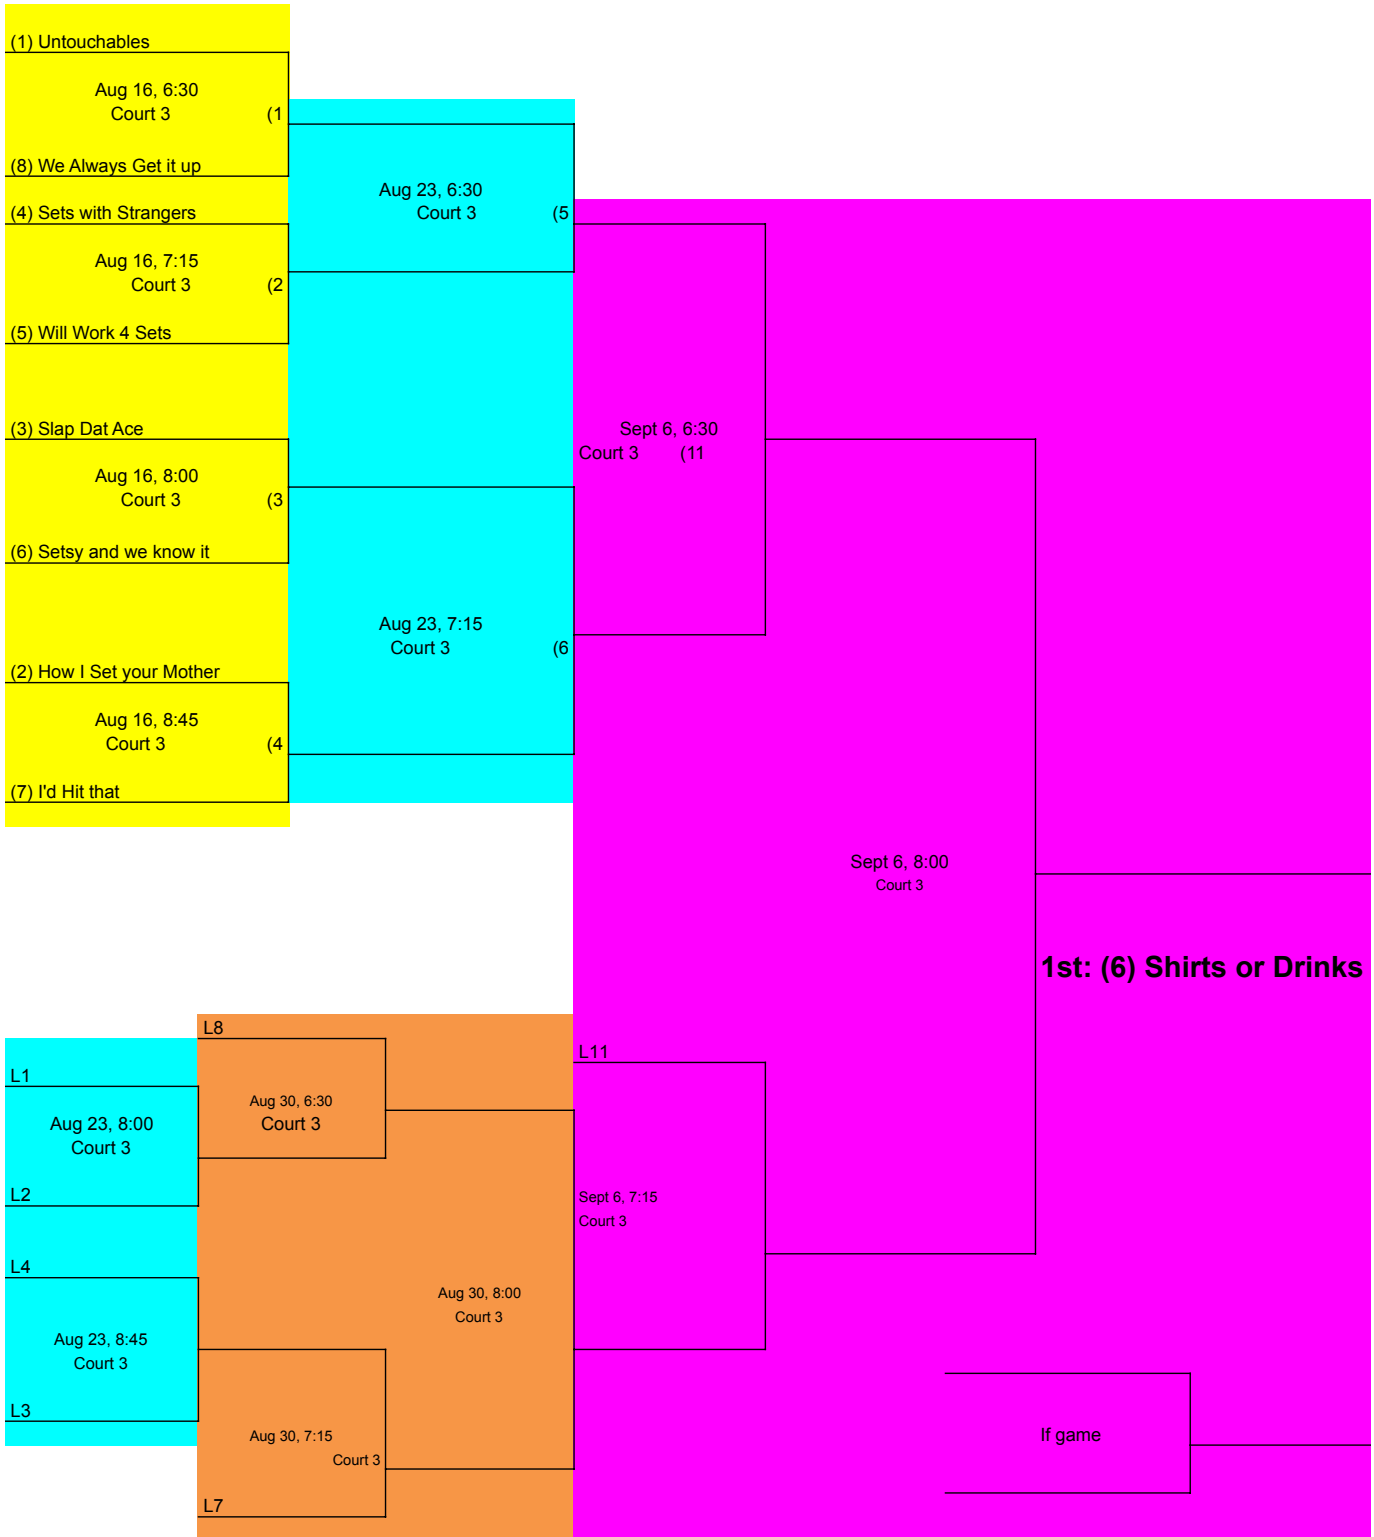 (1) Untouchables
Aug 16, 6:30
Court 3 (1
(8) We Always Get it up
(4) Sets with Strangers
Aug 16, 7:15
Court 3 (2
(5) Will Work 4 Sets
(3) Slap Dat Ace
Aug 16, 8:00
Court 3 (3
(6) Setsy and we know it
(2) How I Set your Mother
Aug 16, 8:45
Court 3 (4
(7) I'd Hit that
Aug 23, 6:30
Court 3 (5
Aug 23, 7:15
Court 3 (6
Sept 6, 6:30
Court 3 (11
Sept 6, 8:00
Court 3
1st: (6) Shirts or Drinks
L1
Aug 23, 8:00
Court 3
L2
L4
Aug 23, 8:45
Court 3
L3
L8
Aug 30, 6:30
Court 3
Aug 30, 7:15
Court 3
L7
Aug 30, 8:00
Court 3
L11
Sept 6, 7:15
Court 3
If game